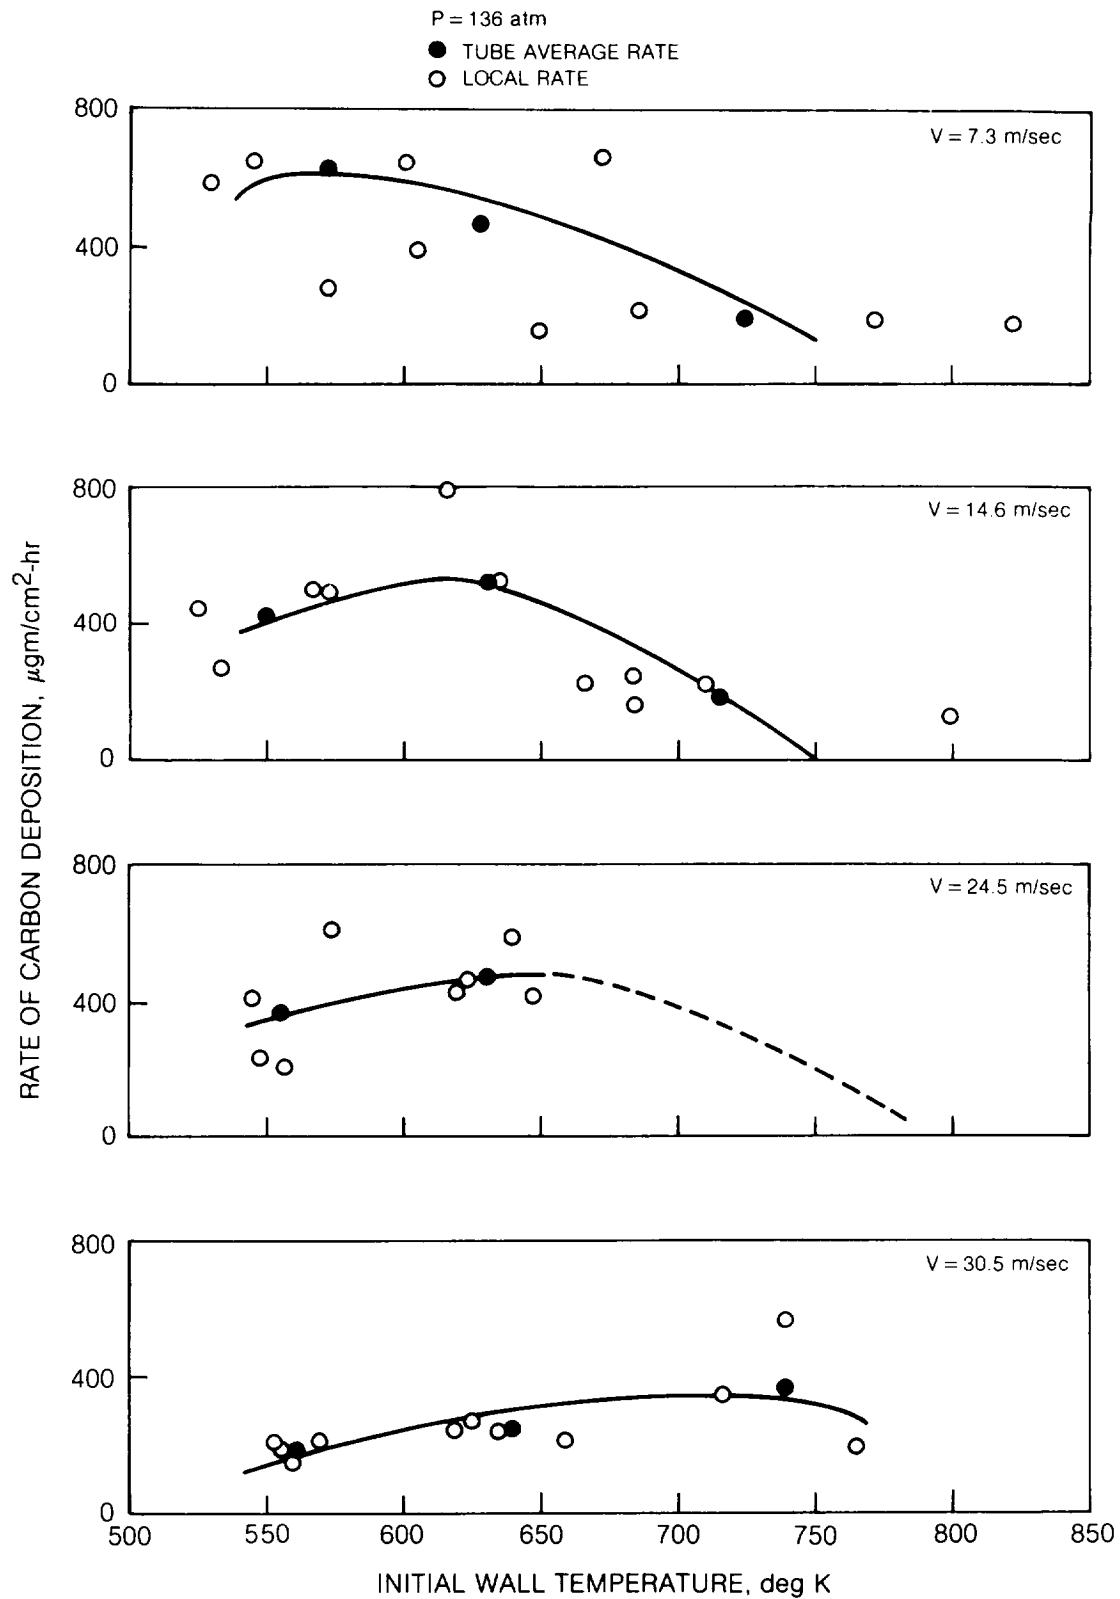 P = 136 atm
TUBE AVERAGE RATE
LOCAL RATE
800
V = 7.3 m/sec
400
0
800
V = 14.6 m/sec
400
0
800
V = 24.5 m/sec
400
0
800
V = 30.5 m/sec
400
0
500 550 600 650 700 750 800 850
INITIAL WALL TEMPERATURE, deg K
RATE OF CARBON DEPOSITION, μgm/cm²-hr